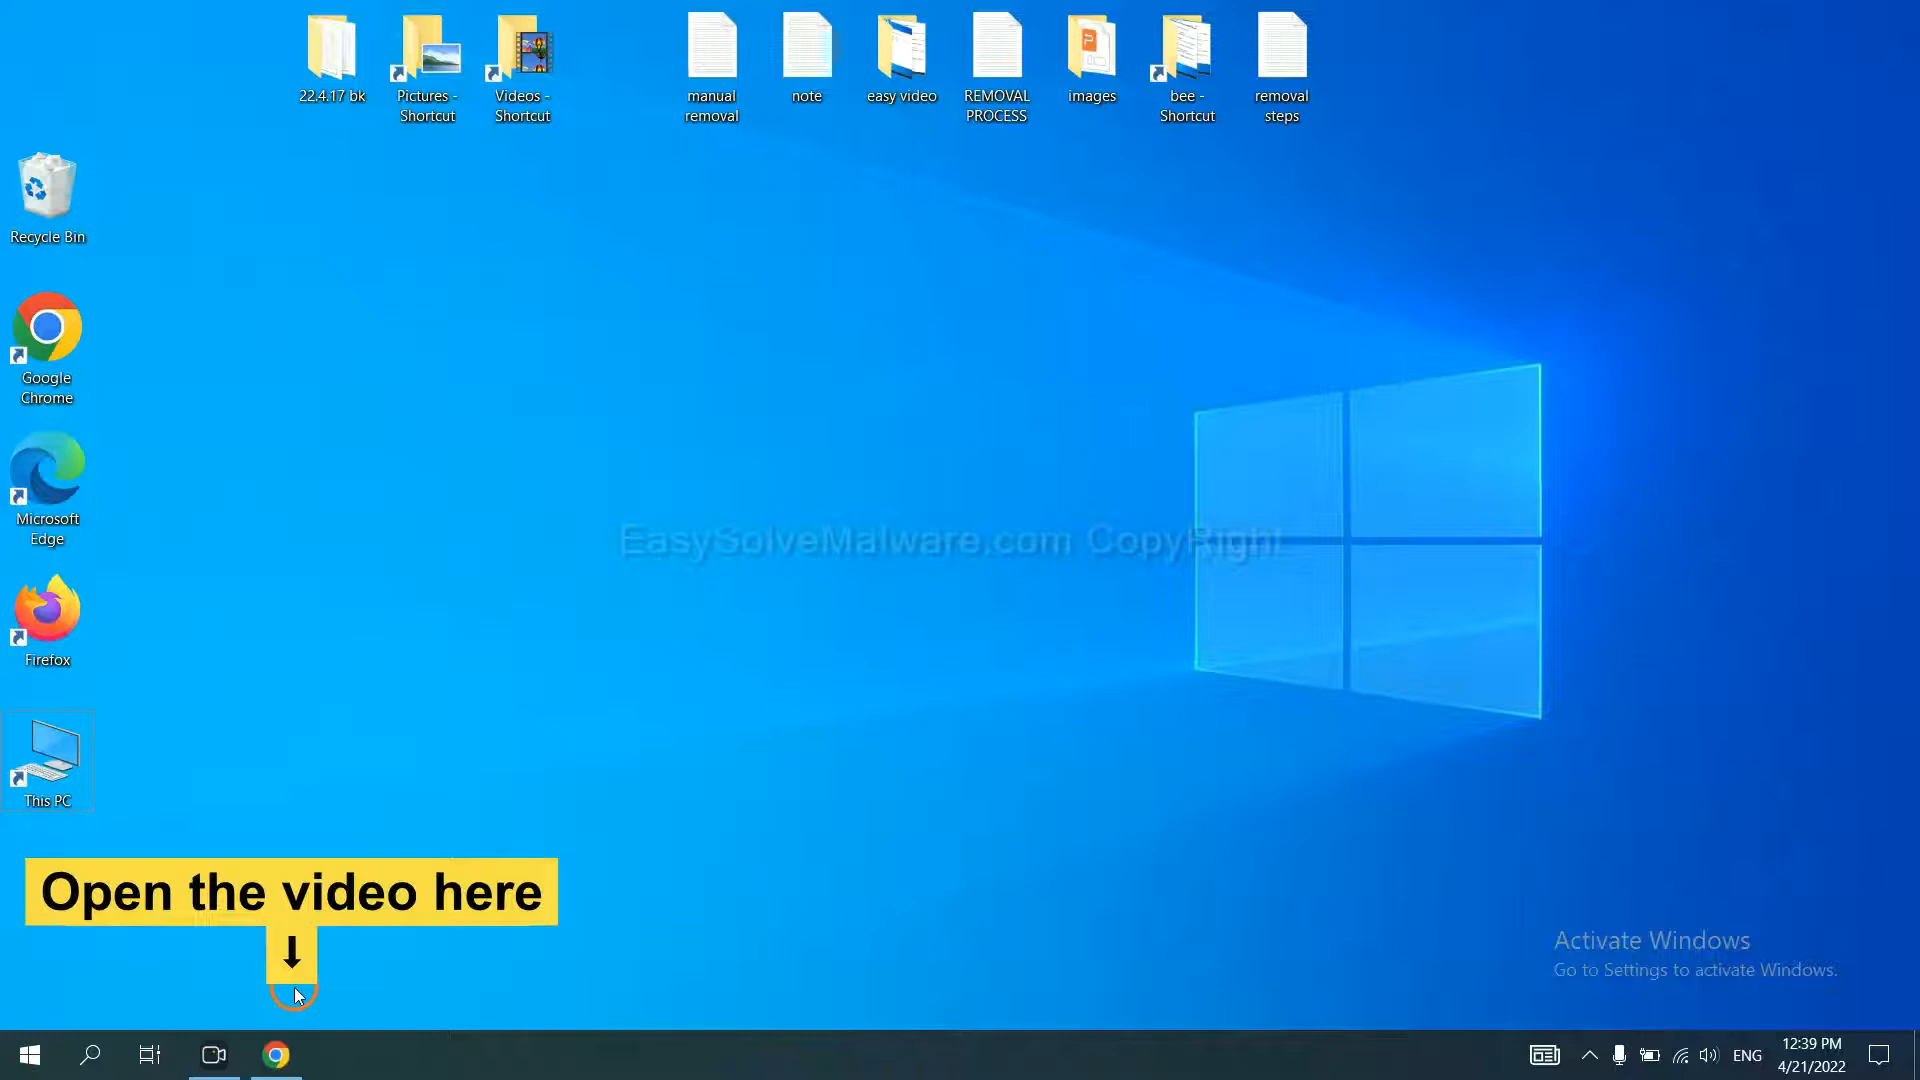 22.4.17 bk
Pictures -
Shortcut
Videos -
Shortcut
manual
removal
note
easy video
REMOVAL
PROCESS
images
bee -
Shortcut
removal
steps
Recycle Bin
Google
Chrome
Microsoft
Edge
Firefox
This PC
EasySolveMalware.com CopyRight
Open the video here
Activate Windows
Go to Settings to activate Windows.
ENG
12:39 PM
4/21/2022